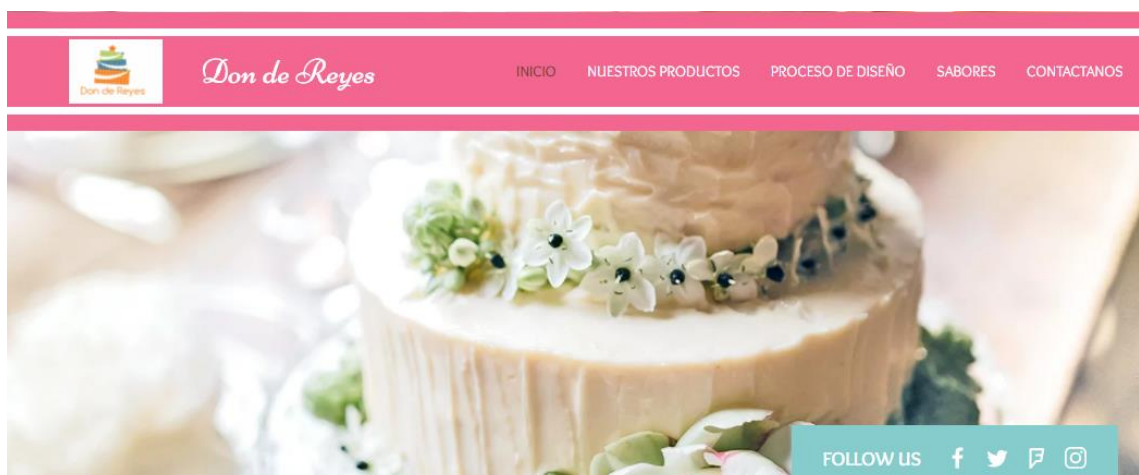 Don de Reyes
Don de Reyes
INICIO NUESTROS PRODUCTOS PROCESO DE DISEÑO SABORES CONTACTANOS
FOLLOW US